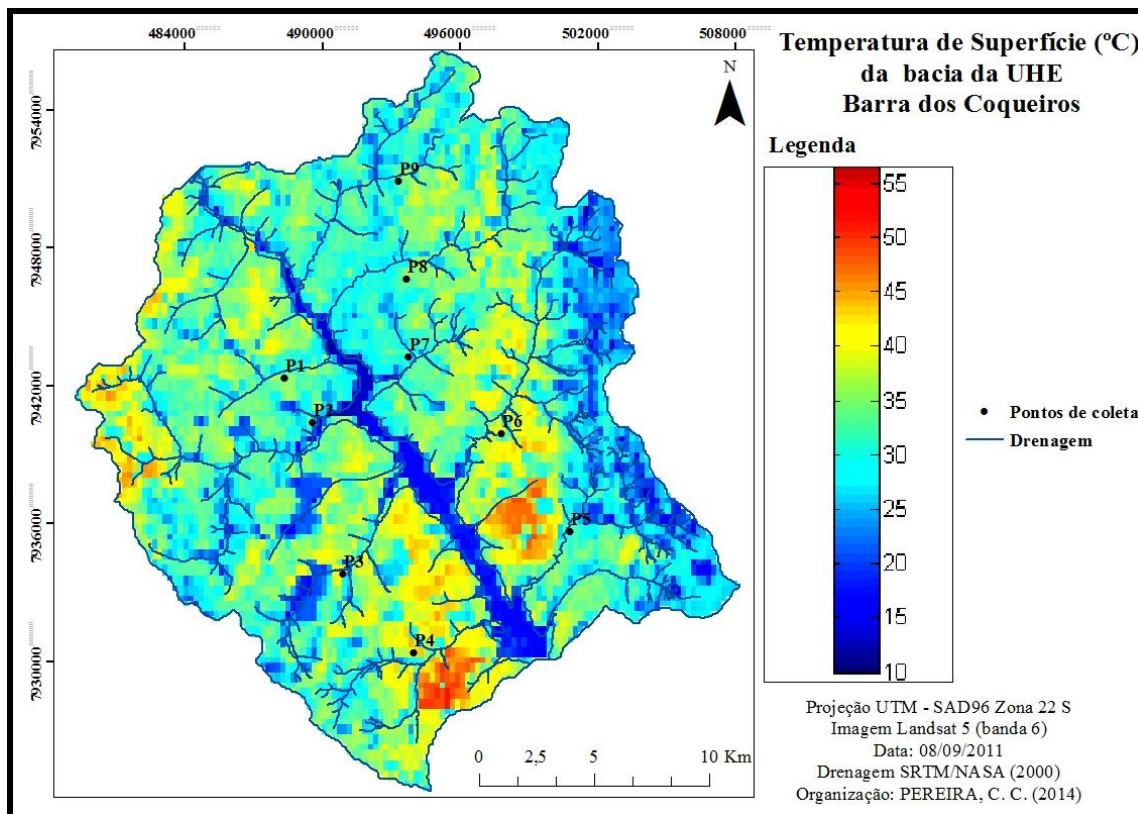 484000 4900000 496000 502000 508000
Temperatura de Superfície (ºC)
da bacia da UHE
Barra dos Coqueiros
N
Legenda
7954000
7948000
7942000
7936000
7930000
P9
P8
P7
P1
P2
P6
P5
P3
P4
55
50
45
40
35
30
25
20
15
10
Pontos de coleta
Drenagem
0 2,5 5 10 Km
Projeção UTM - SAD96 Zona 22 S
Imagem Landsat 5 (banda 6)
Data: 08/09/2011
Drenagem SRTM/NASA (2000)
Organização: PEREIRA, C. C. (2014)